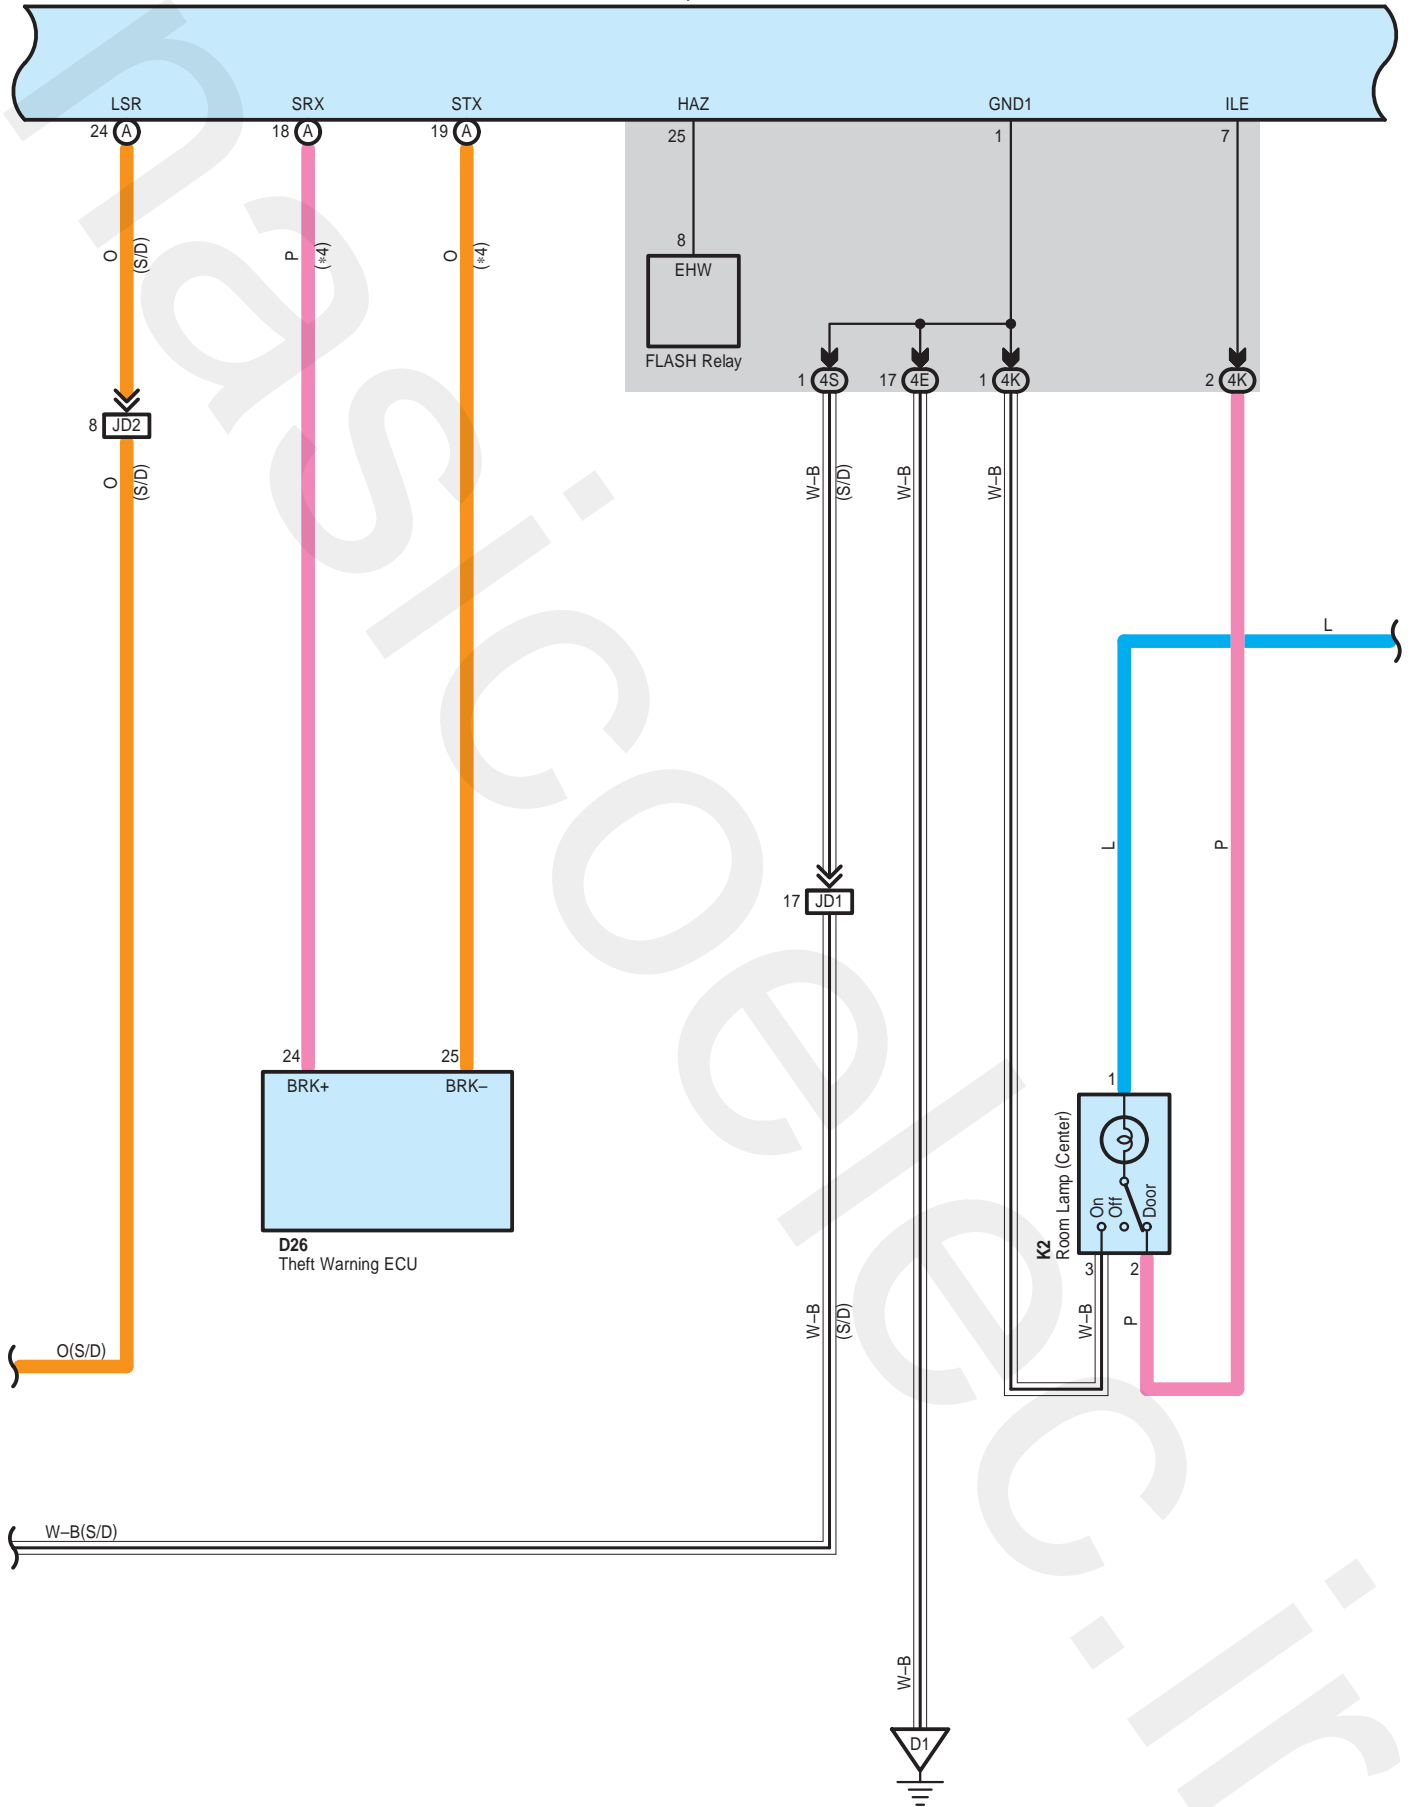 LSR
SRX
STX
HAZ
GND1
ILE
24 A
18 A
19 A
25
1
7
O
(S/D)
P
(*4)
O
(*4)
8
EHW
FLASH Relay
1 4S
17 4E
1 4K
2 4K
8 JD2
O
(S/D)
W–B
(S/D)
W–B
W–B
L
L
P
17 JD1
24
25
BRK+
BRK–
D26
Theft Warning ECU
1
K2
Room Lamp (Center)
On
Off
Door
3
2
W–B
(S/D)
W–B
P
O(S/D)
W–B(S/D)
W–B
D1
nasicoelec.ir